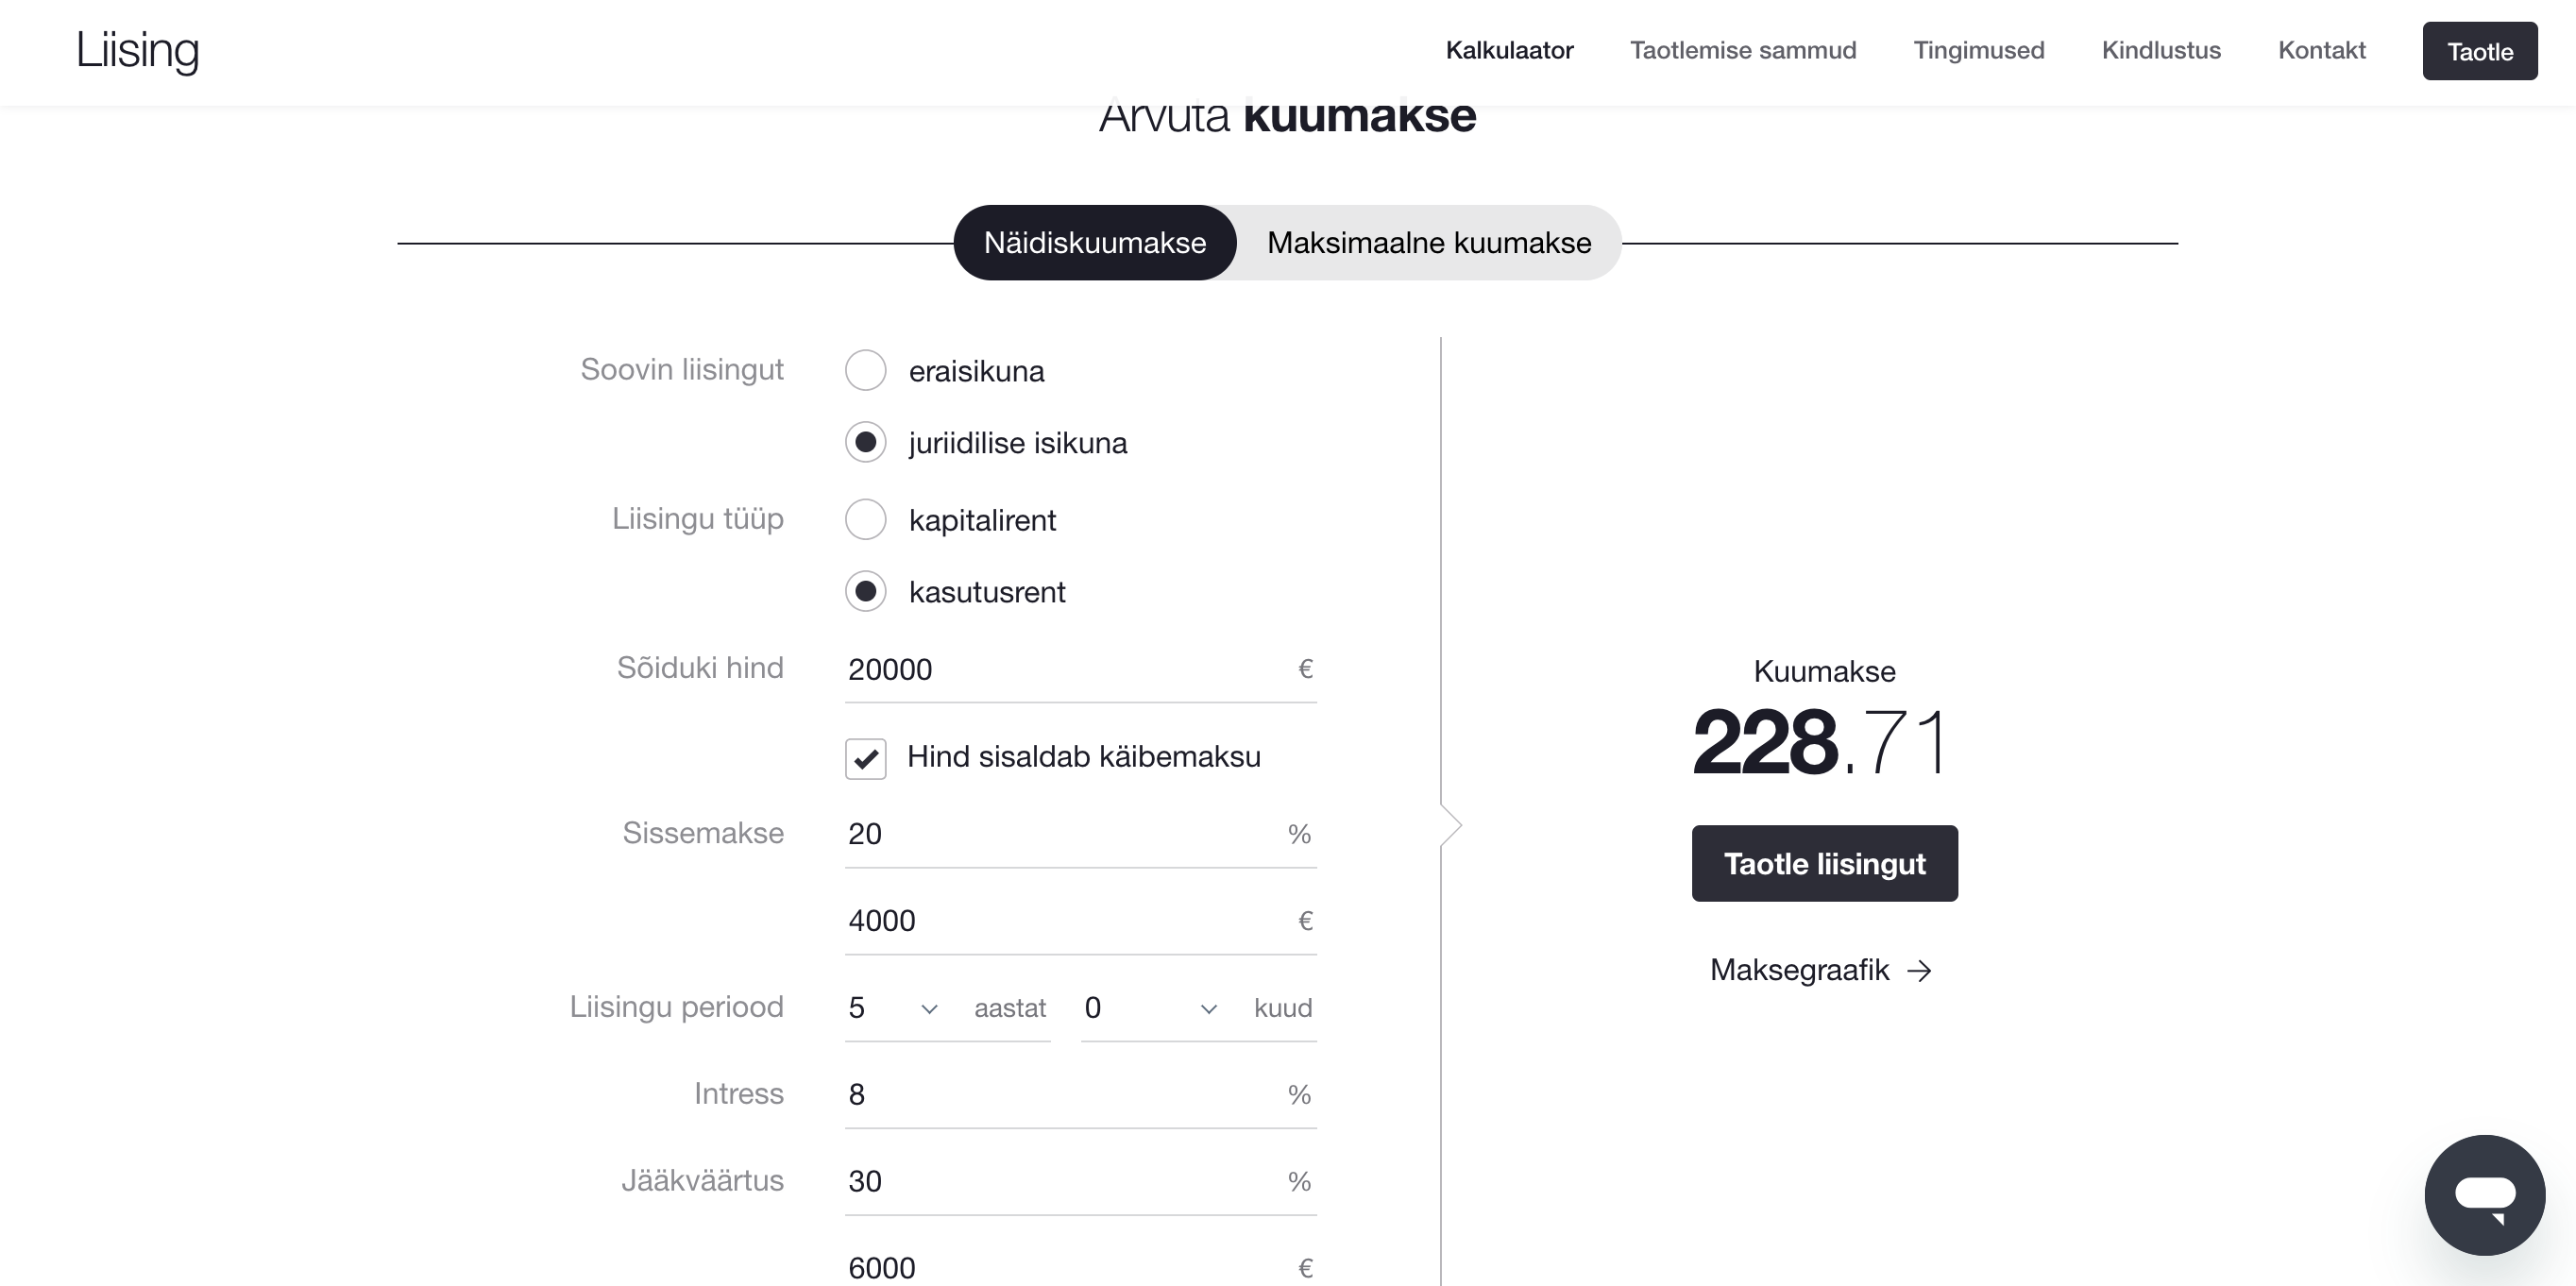 Liising
Kalkulaator Taotlemise sammud Tingimused Kindlustus Kontakt Taotle
Arvuta kuumakse
Näidiskuumakse Maksimaalne kuumakse
Soovin liisingut eraisikuna
juriidilise isikuna
Liisingu tüüp kapitalirent
kasutusrent
Sõiduki hind 20000 €
Hind sisaldab käibemaksu
Sissemakse 20 %
4000 €
Liisingu periood 5 aastat 0 kuud
Intress 8 %
Jääkväärtus 30 %
6000 €
Kuumakse
228.71
Taotle liisingut
Maksegraafik →